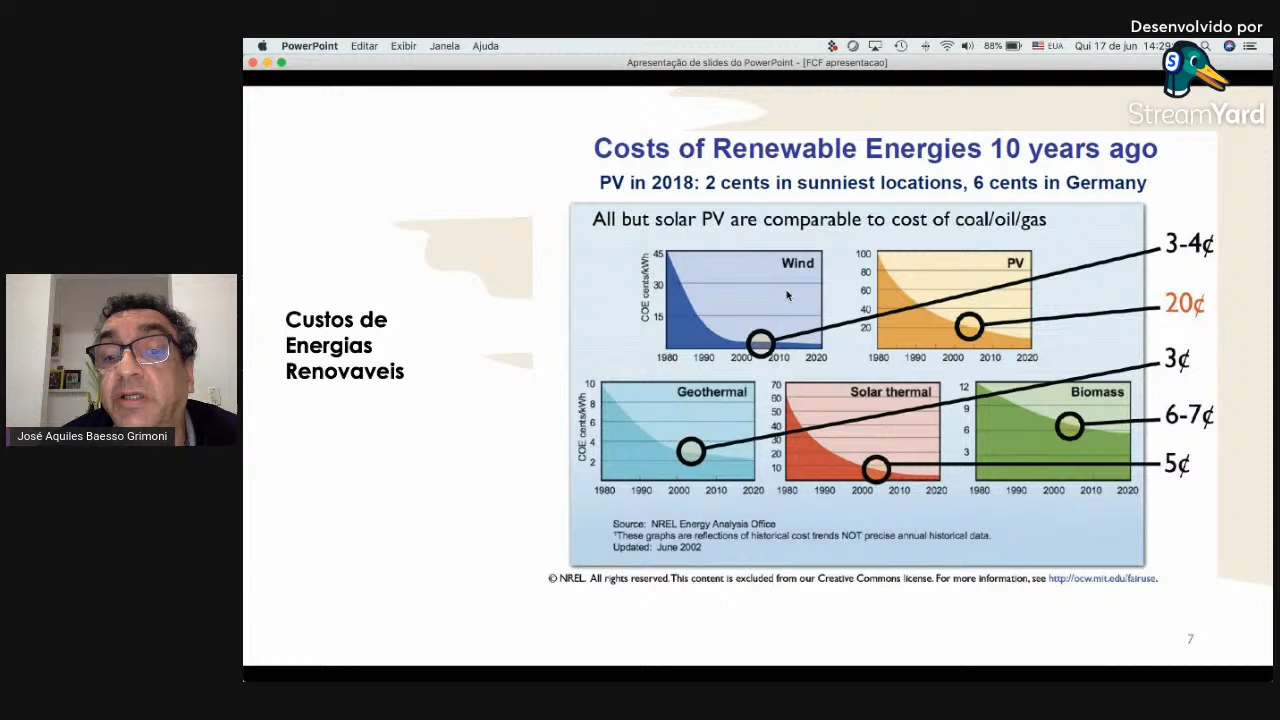 Desenvolvido por
StreamYard
PowerPoint Editar Exibir Janela Ajuda
88% EUA Qui 17 de jun 14:29
Apresentação de slides do PowerPoint - [FCF apresentacao]
Costs of Renewable Energies 10 years ago
PV in 2018: 2 cents in sunniest locations, 6 cents in Germany
All but solar PV are comparable to cost of coal/oil/gas
COE cents/kWh
45
30
15
Wind
1980 1990 2000 2010 2020
100
80
60
40
20
PV
1980 1990 2000 2010 2020
3-4¢
20¢
3¢
6-7¢
5¢
COE cents/kWh
10
8
6
4
2
Geothermal
1980 1990 2000 2010 2020
70
60
50
40
30
20
10
Solar thermal
1980 1990 2000 2010 2020
12
9
6
3
Biomass
1980 1990 2000 2010 2020
Source: NREL Energy Analysis Office
¹These graphs are reflections of historical cost trends NOT precise annual historical data.
Updated: June 2002
© NREL. All rights reserved. This content is excluded from our Creative Commons license. For more information, see http://ocw.mit.edu/fairuse.
Custos de
Energias
Renovaveis
José Aquiles Baesso Grimoni
7